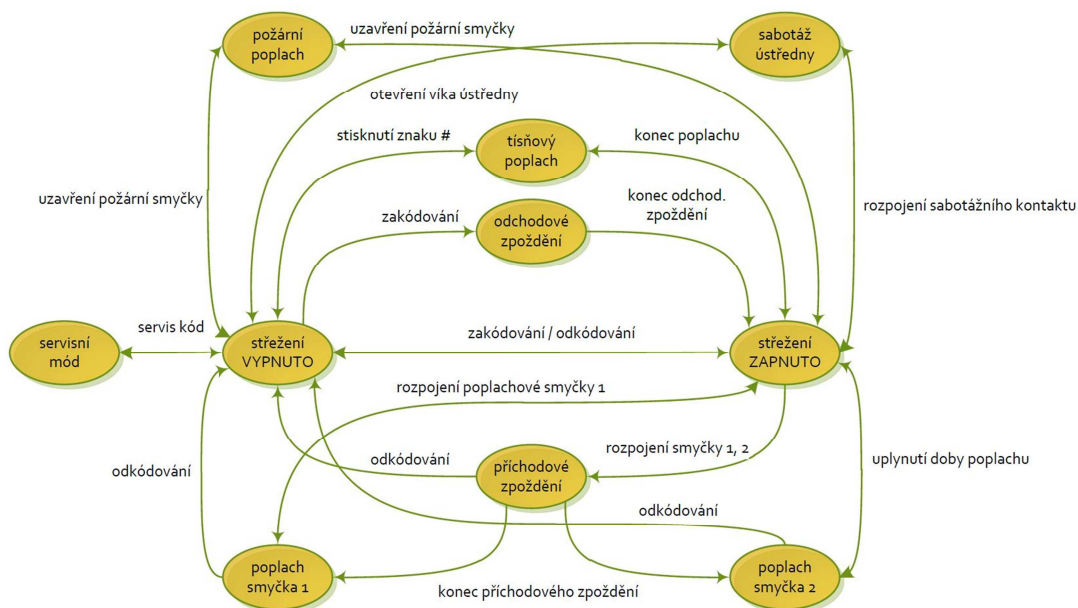 požární
poplach
uzavření požární smyčky
sabotáž
ústředny
otevření víka ústředny
stisknutí znaku #
tísňový
poplach
konec poplachu
uzavření požární smyčky
zakódování
odchodové
zpoždění
konec odchod.
zpoždění
rozpojení sabotážního kontaktu
servisní
mód
servis kód
střežení
VYPNUTO
zakódování / odkódování
střežení
ZAPNUTO
rozpojení poplachové smyčky 1
odkódování
odkódování
příchodové
zpoždění
rozpojení smyčky 1, 2
uplynutí doby poplachu
odkódování
poplach
smyčka 1
konec příchodového zpoždění
poplach
smyčka 2